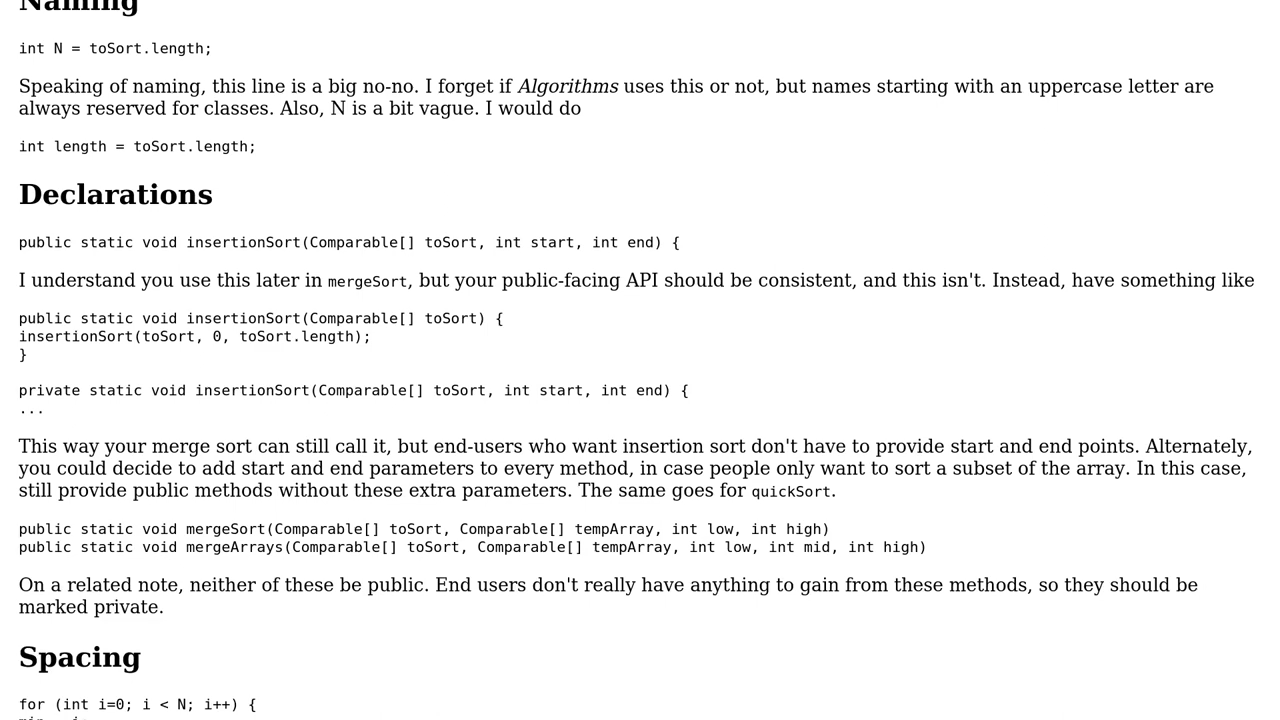 Naming
int N = toSort.length;
Speaking of naming, this line is a big no-no. I forget if Algorithms uses this or not, but names starting with an uppercase letter are
always reserved for classes. Also, N is a bit vague. I would do
int length = toSort.length;
Declarations
public static void insertionSort(Comparable[] toSort, int start, int end) {
I understand you use this later in mergeSort, but your public-facing API should be consistent, and this isn't. Instead, have something like
public static void insertionSort(Comparable[] toSort) {
insertionSort(toSort, 0, toSort.length);
}
private static void insertionSort(Comparable[] toSort, int start, int end) {
...
This way your merge sort can still call it, but end-users who want insertion sort don't have to provide start and end points. Alternately,
you could decide to add start and end parameters to every method, in case people only want to sort a subset of the array. In this case,
still provide public methods without these extra parameters. The same goes for quickSort.
public static void mergeSort(Comparable[] toSort, Comparable[] tempArray, int low, int high)
public static void mergeArrays(Comparable[] toSort, Comparable[] tempArray, int low, int mid, int high)
On a related note, neither of these be public. End users don't really have anything to gain from these methods, so they should be
marked private.
Spacing
for (int i=0; i < N; i++) {